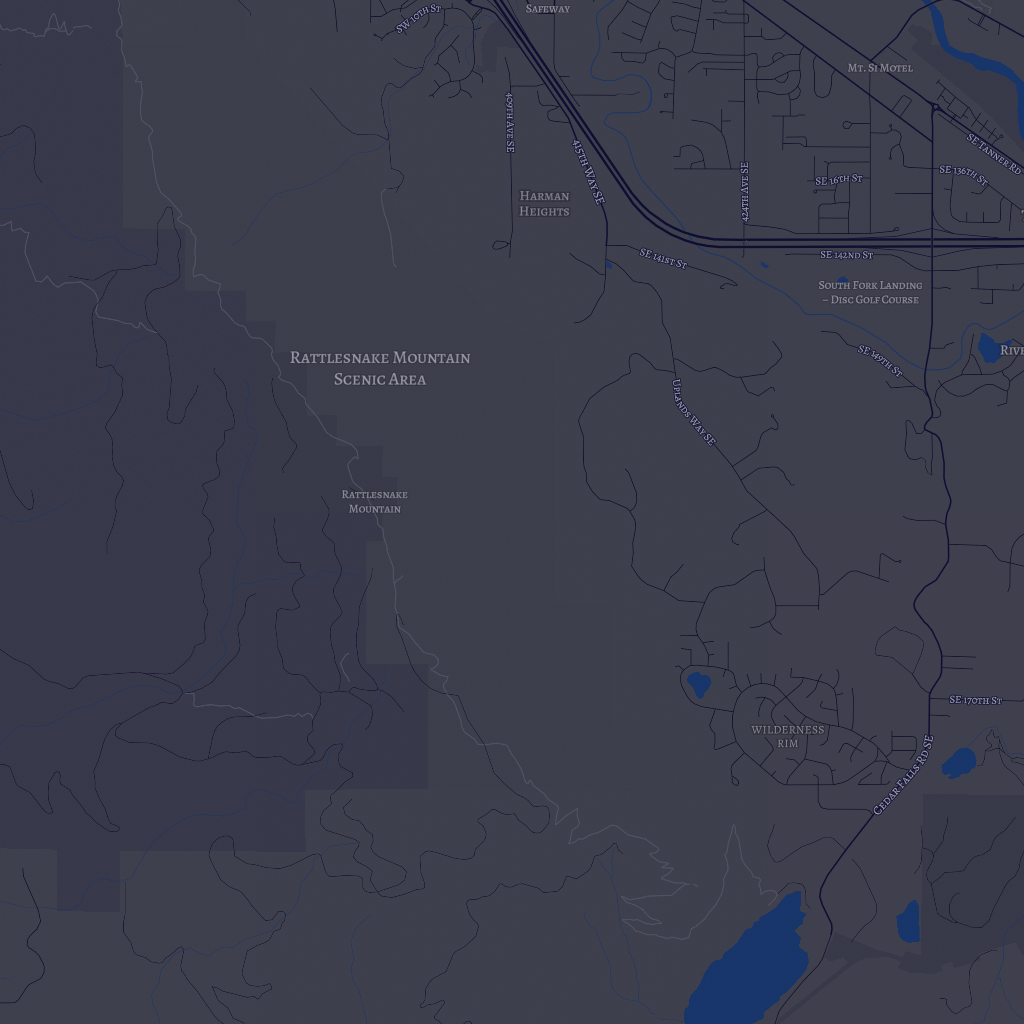 Safeway
SW 10th St
Mt. Si Motel
409th Ave SE
415th Way SE
SE Tanner Rd
SE 136th St
SE 16th St
424th Ave SE
Harman
Heights
SE 141st St
SE 142nd St
South Fork Landing
– Disc Golf Course
Rive
Rattlesnake Mountain
Scenic Area
SE 149th St
Uplands Way SE
Rattlesnake
Mountain
SE 170th St
WILDERNESS
RIM
Cedar Falls Rd SE